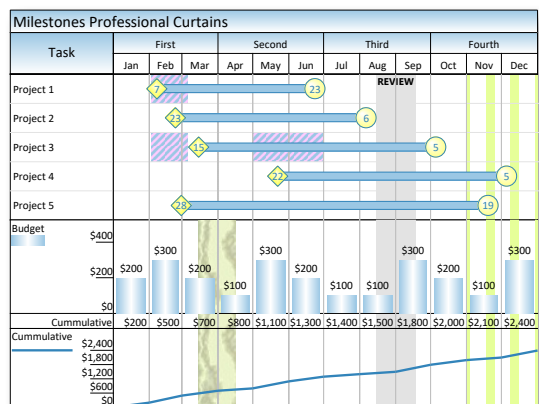 Milestones Professional Curtains
Task
First Second Third Fourth
Jan Feb Mar Apr May Jun Jul Aug Sep Oct Nov Dec
REVIEW
Project 1 7 23
Project 2 23 6
Project 3 15 5
Project 4 22 5
Project 5 28 19
Budget
$400
$200
$0
$200 $300 $200 $100 $300 $200 $100 $100 $300 $200 $100 $300
Cummulative $200 $500 $700 $800 $1,100 $1,300 $1,400 $1,500 $1,800 $2,000 $2,100 $2,400
Cummulative
$2,400
$1,800
$1,200
$600
$0